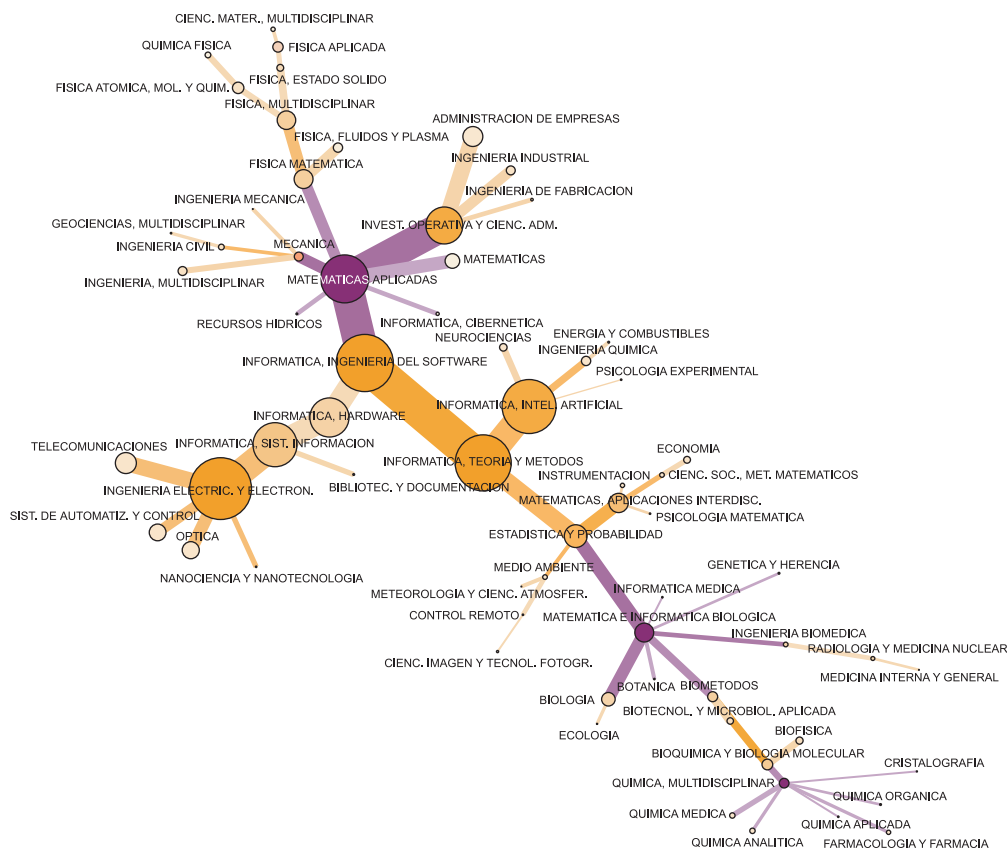 CIENC. MATER., MULTIDISCIPLINAR
QUIMICA FISICA
FISICA APLICADA
FISICA, ESTADO SOLIDO
FISICA ATOMICA, MOL. Y QUIM.
FISICA, MULTIDISCIPLINAR
ADMINISTRACION DE EMPRESAS
FISICA, FLUIDOS Y PLASMA
INGENIERIA INDUSTRIAL
FISICA MATEMATICA
INGENIERIA DE FABRICACION
INGENIERIA MECANICA
GEOCIENCIAS, MULTIDISCIPLINAR
INVEST. OPERATIVA Y CIENC. ADM.
INGENIERIA CIVIL
MECANICA
MATEMATICAS
INGENIERIA, MULTIDISCIPLINAR
MATEMATICAS APLICADAS
RECURSOS HIDRICOS
INFORMATICA, CIBERNETICA
ENERGIA Y COMBUSTIBLES
NEUROCIENCIAS
INGENIERIA QUIMICA
INFORMATICA, INGENIERIA DEL SOFTWARE
PSICOLOGIA EXPERIMENTAL
INFORMATICA, INTEL. ARTIFICIAL
INFORMATICA, HARDWARE
TELECOMUNICACIONES
INFORMATICA, SIST. INFORMACION
ECONOMIA
INFORMATICA, TEORIA Y METODOS
INSTRUMENTACION
CIENC. SOC., MET. MATEMATICOS
BIBLIOTEC. Y DOCUMENTACION
INGENIERIA ELECTRIC. Y ELECTRON.
MATEMATICAS, APLICACIONES INTERDISC.
SIST. DE AUTOMATIZ. Y CONTROL
PSICOLOGIA MATEMATICA
OPTICA
ESTADISTICA Y PROBABILIDAD
GENETICA Y HERENCIA
MEDIO AMBIENTE
NANOCIENCIA Y NANOTECNOLOGIA
INFORMATICA MEDICA
METEOROLOGIA Y CIENC. ATMOSFER.
CONTROL REMOTO
MATEMATICA E INFORMATICA BIOLOGICA
INGENIERIA BIOMEDICA
RADIOLOGIA Y MEDICINA NUCLEAR
CIENC. IMAGEN Y TECNOL. FOTOGR.
MEDICINA INTERNA Y GENERAL
BOTANICA
BIOMETODOS
BIOLOGIA
BIOTECNOL. Y MICROBIOL. APLICADA
ECOLOGIA
BIOFISICA
BIOQUIMICA Y BIOLOGIA MOLECULAR
CRISTALOGRAFIA
QUIMICA, MULTIDISCIPLINAR
QUIMICA ORGANICA
QUIMICA MEDICA
QUIMICA APLICADA
QUIMICA ANALITICA
FARMACOLOGIA Y FARMACIA